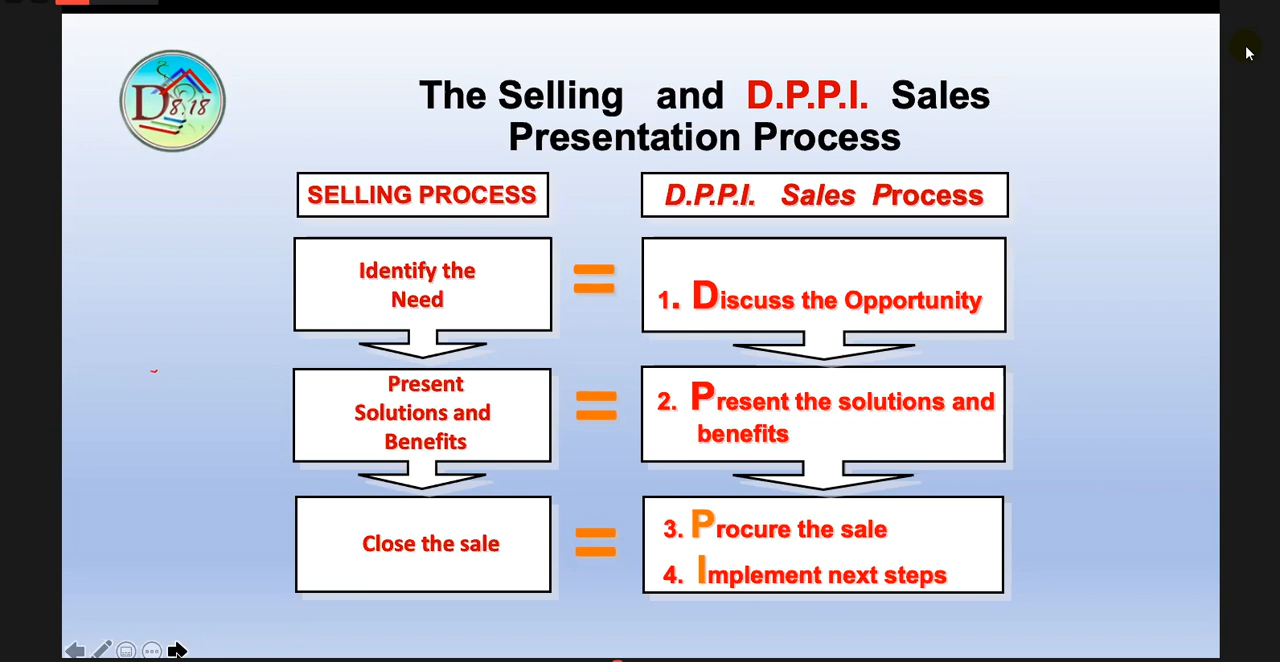 D 8:18
The Selling and D.P.P.I. Sales
Presentation Process
SELLING PROCESS
D.P.P.I. Sales Process
Identify the
Need
=
1. Discuss the Opportunity
Present
Solutions and
Benefits
=
2. Present the solutions and
benefits
Close the sale
=
3. Procure the sale
4. Implement next steps